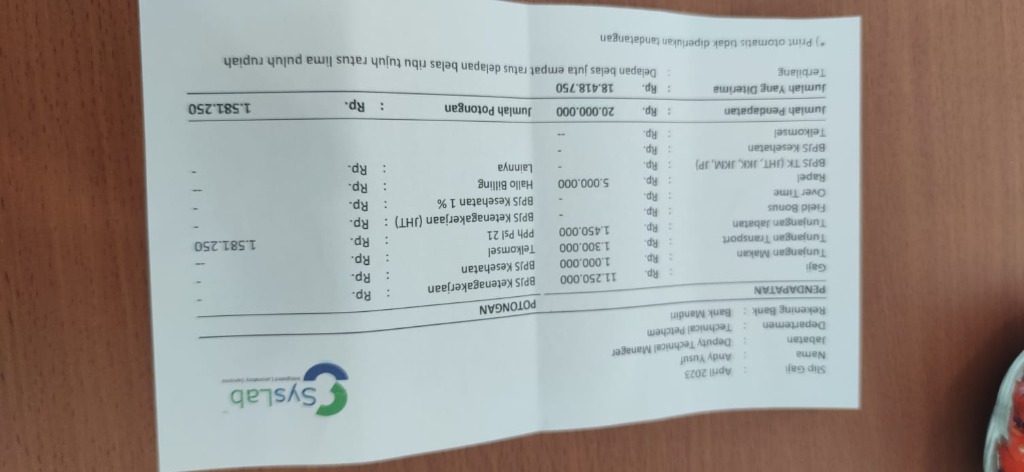 SysLab
Integrated Laboratory Services
Slip Gaji : April 2023
Nama : Andy Yusuf
Jabatan : Deputy Technical Manager
Departemen : Technical Petchem
Rekening Bank : Bank Mandiri
PENDAPATAN POTONGAN
Gaji : Rp. 11.250.000 BPJS Ketenagakerjaan : Rp. -
Tunjangan Makan : Rp. 1.000.000 BPJS Kesehatan : Rp. -
Tunjangan Transport : Rp. 1.300.000 Telkomsel : Rp. --
Tunjangan Jabatan : Rp. 1.450.000 PPh Psl 21 : Rp. 1.581.250
Field Bonus : Rp. - BPJS Ketenagakerjaan (JHT) : Rp. -
Over Time : Rp. - BPJS Kesehatan 1 % : Rp. -
Rapel : Rp. 5.000.000 Hallo Billing : Rp. --
BPJS TK (JHT, JKK, JKM, JP) : Rp. - Lainnya : Rp. -
BPJS Kesehatan : Rp. -
Telkomsel : Rp. --
Jumlah Pendapatan : Rp. 20.000.000 Jumlah Potongan : Rp. 1.581.250
Jumlah Yang Diterima : Rp. 18.418.750
Terbilang : Delapan belas juta empat ratus delapan belas ribu tujuh ratus lima puluh rupiah
*) Print otomatis tidak diperlukan tandatangan